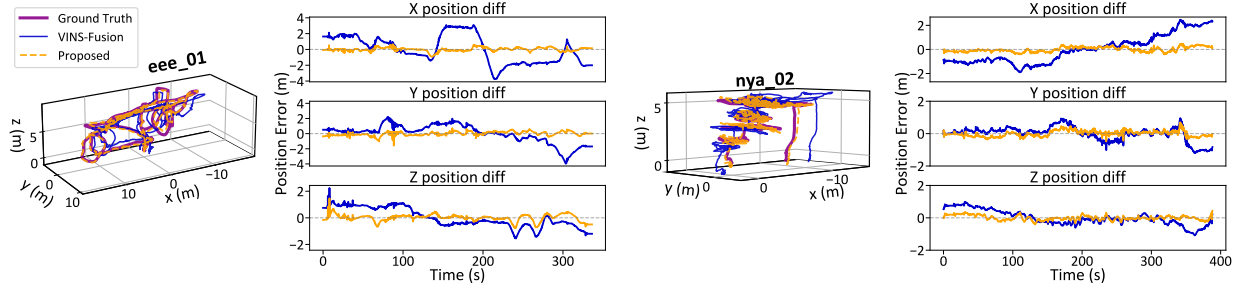 Ground Truth
VINS-Fusion
Proposed
eee_01
z (m)
5
0
y (m)
0
10
10
0
−10
x (m)
Position Error (m)
X position diff
4
2
0
−2
−4
Y position diff
4
2
0
−2
−4
Z position diff
2
0
−2
0
100
200
300
Time (s)
nya_02
z (m)
5
0
y (m)
0
0
−10
x (m)
Position Error (m)
X position diff
2
0
−2
Y position diff
2
0
−2
Z position diff
2
0
−2
0
100
200
300
400
Time (s)